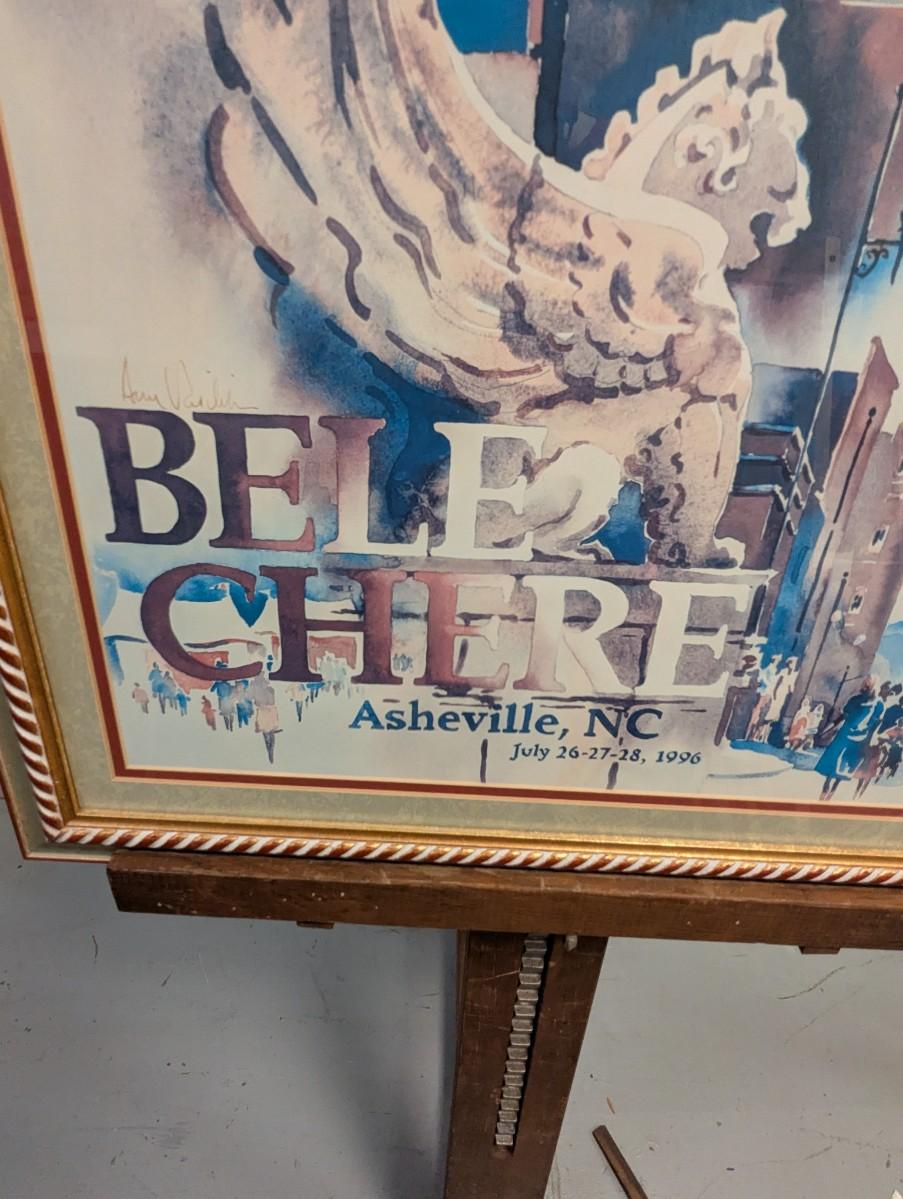 BELE
CHERE
Asheville, NC
July 26-27-28, 1996